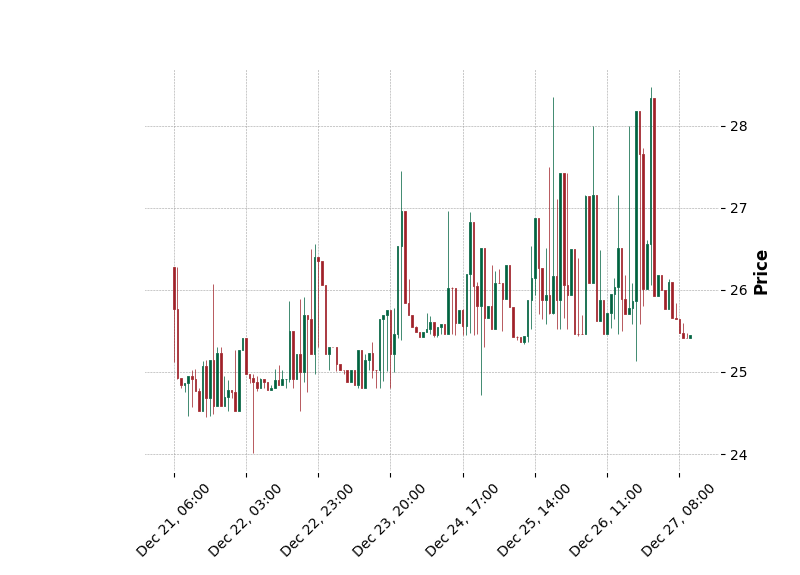 28
27
26
25
24
Price
Dec 21, 06:00
Dec 22, 03:00
Dec 22, 23:00
Dec 23, 20:00
Dec 24, 17:00
Dec 25, 14:00
Dec 26, 11:00
Dec 27, 08:00